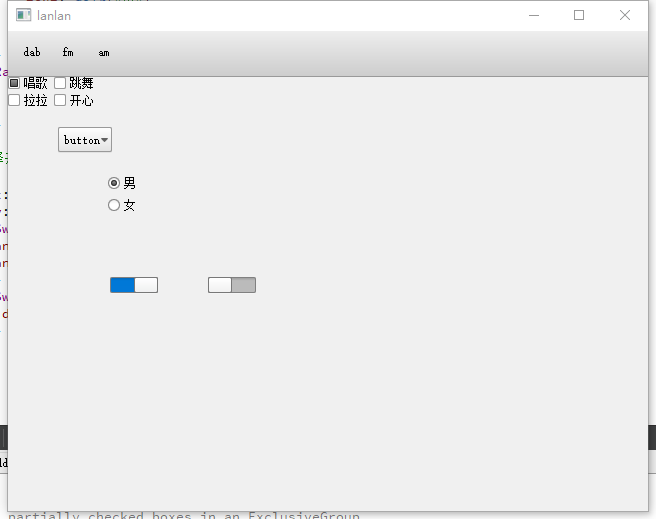 lanlan
dab fm am
唱歌 跳舞
拉拉 开心
button
男
女
partially checked boxes in an ExclusiveGroup